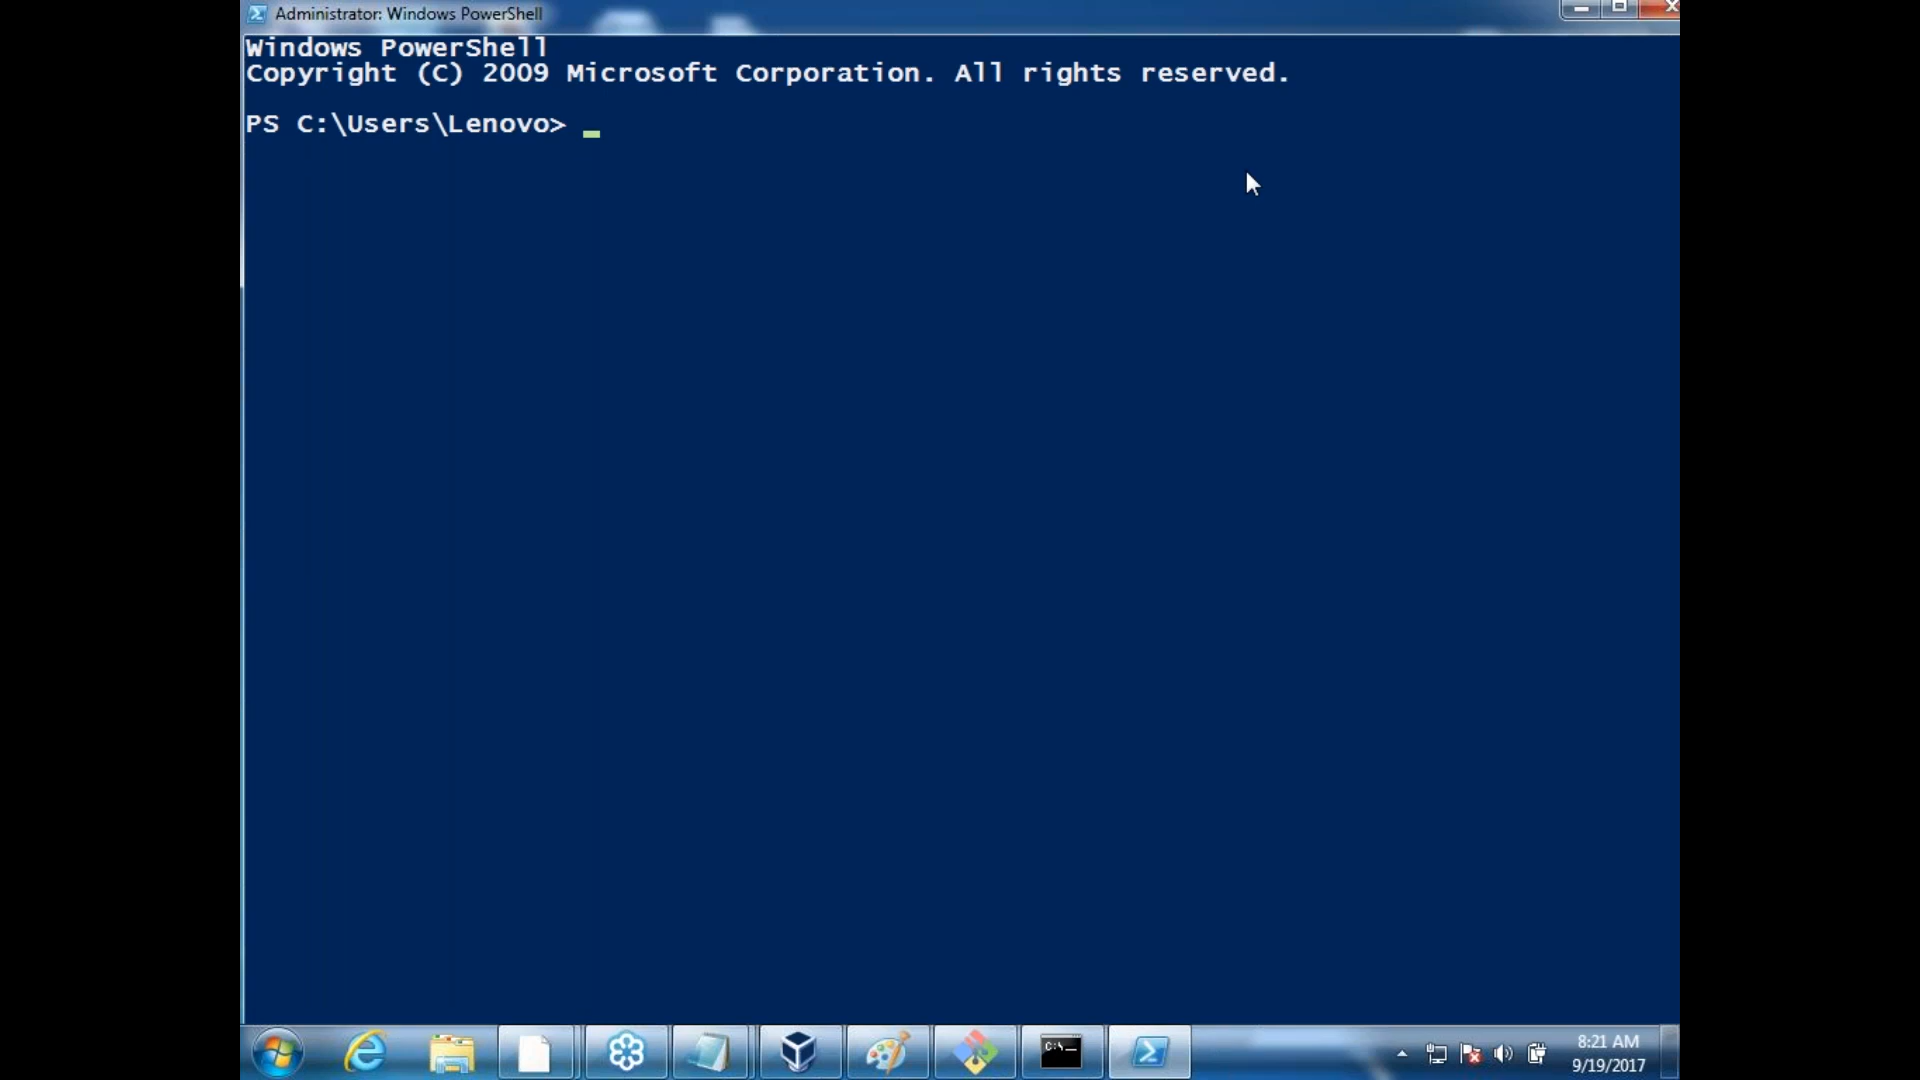 Administrator: Windows PowerShell
Windows PowerShell
Copyright (C) 2009 Microsoft Corporation. All rights reserved.
PS C:\Users\Lenovo>
C:\_
8:21 AM
9/19/2017